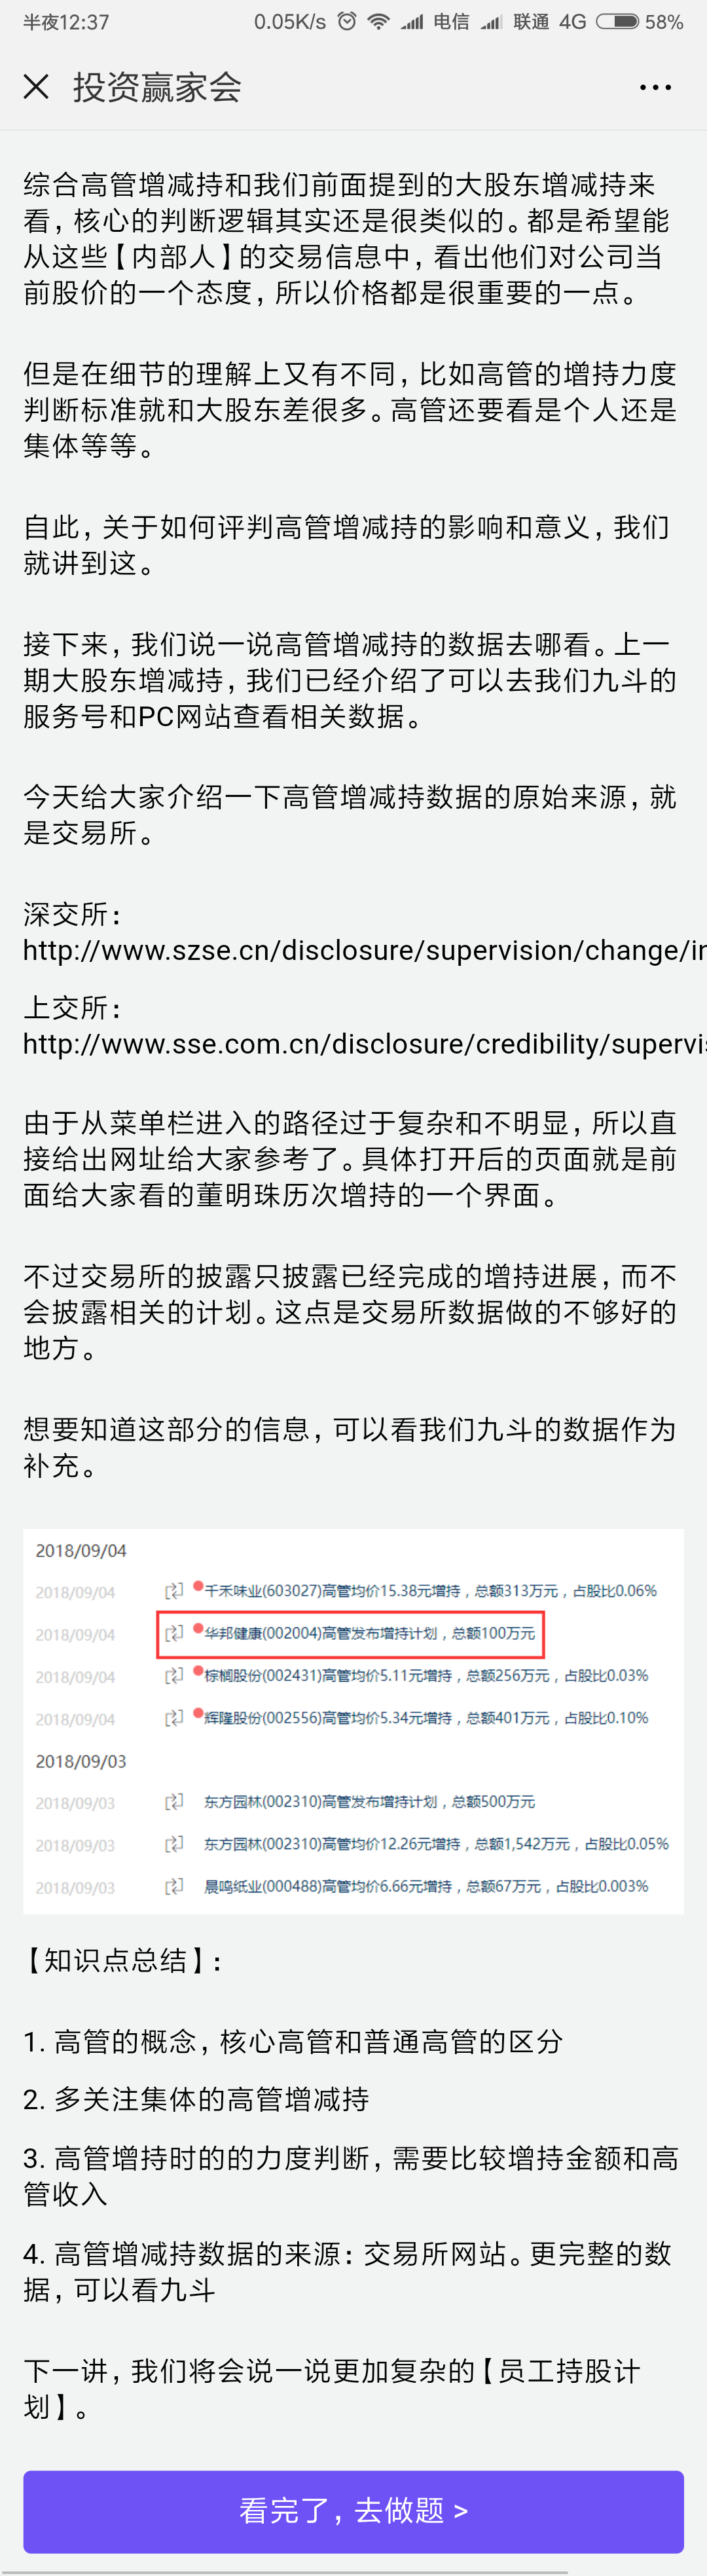 半夜12:37
0.05K/s 电信 联通 4G 58%
投资赢家会
综合高管增减持和我们前面提到的大股东增减持来
看,核心的判断逻辑其实还是很类似的。都是希望能
从这些【内部人】的交易信息中,看出他们对公司当
前股价的一个态度,所以价格都是很重要的一点。
但是在细节的理解上又有不同,比如高管的增持力度
判断标准就和大股东差很多。高管还要看是个人还是
集体等等。
自此,关于如何评判高管增减持的影响和意义,我们
就讲到这。
接下来,我们说一说高管增减持的数据去哪看。上一
期大股东增减持,我们已经介绍了可以去我们九斗的
服务号和PC网站查看相关数据。
今天给大家介绍一下高管增减持数据的原始来源,就
是交易所。
深交所:
http://www.szse.cn/disclosure/supervision/change/in
上交所:
http://www.sse.com.cn/disclosure/credibility/supervis
由于从菜单栏进入的路径过于复杂和不明显,所以直
接给出网址给大家参考了。具体打开后的页面就是前
面给大家看的董明珠历次增持的一个界面。
不过交易所的披露只披露已经完成的增持进展,而不
会披露相关的计划。这点是交易所数据做的不够好的
地方。
想要知道这部分的信息,可以看我们九斗的数据作为
补充。
2018/09/04
2018/09/04 千禾味业(603027)高管均价15.38元增持,总额313万元,占股比0.06%
2018/09/04 华邦健康(002004)高管发布增持计划,总额100万元
2018/09/04 棕榈股份(002431)高管均价5.11元增持,总额256万元,占股比0.03%
2018/09/04 辉隆股份(002556)高管均价5.34元增持,总额401万元,占股比0.10%
2018/09/03
2018/09/03 东方园林(002310)高管发布增持计划,总额500万元
2018/09/03 东方园林(002310)高管均价12.26元增持,总额1,542万元,占股比0.05%
2018/09/03 晨鸣纸业(000488)高管均价6.66元增持,总额67万元,占股比0.003%
【知识点总结】:
1. 高管的概念,核心高管和普通高管的区分
2. 多关注集体的高管增减持
3. 高管增持时的的力度判断,需要比较增持金额和高
管收入
4. 高管增减持数据的来源:交易所网站。更完整的数
据,可以看九斗
下一讲,我们将会说一说更加复杂的【员工持股计
划】。
看完了,去做题 >